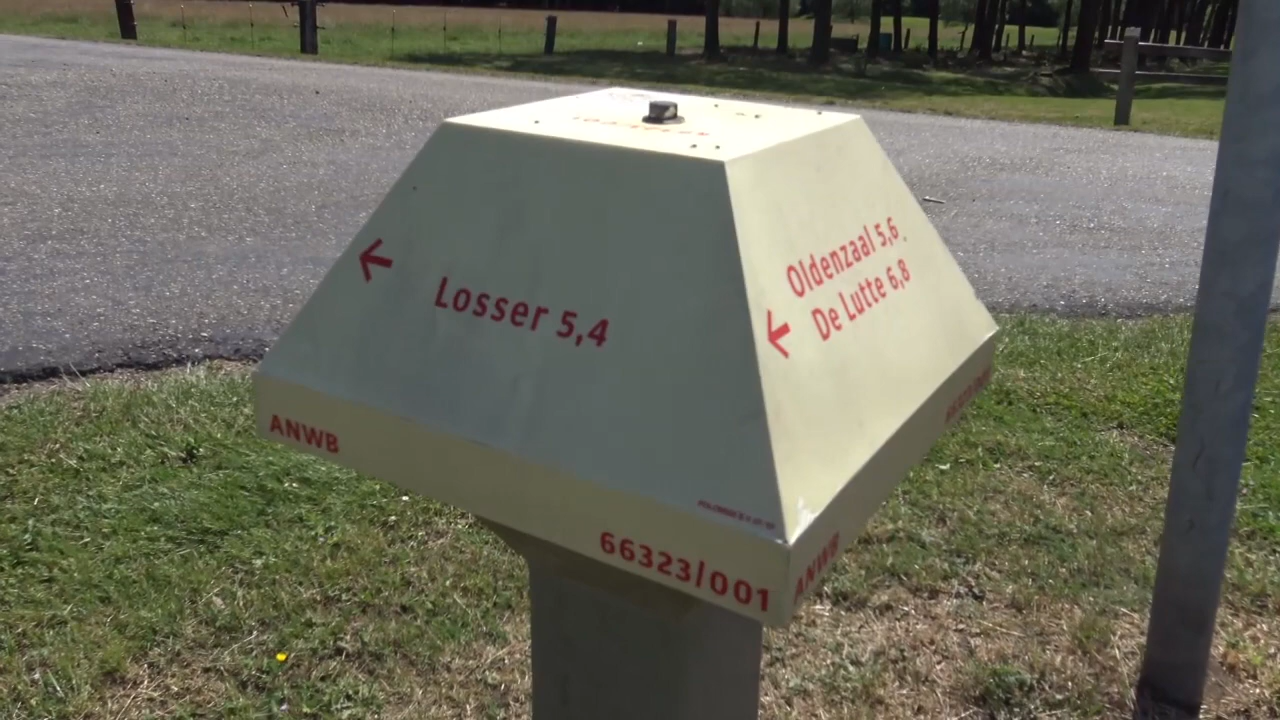 Losser 5,4
Oldenzaal 5,6
De Lutte 6,8
ANWB
66323/001
ANWB